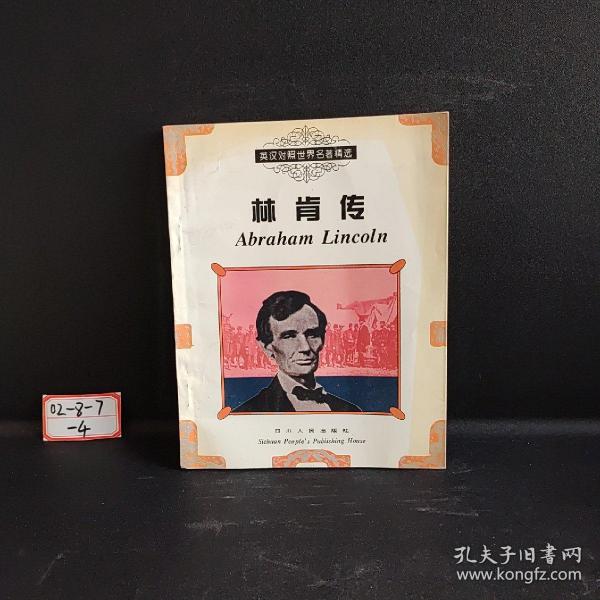 英汉对照世界名著精选
林肯传
Abraham Lincoln
四川人民出版社
Sichuan People's Publishing House
02-8-7
-4
孔夫子旧書网
www.kongfz.com